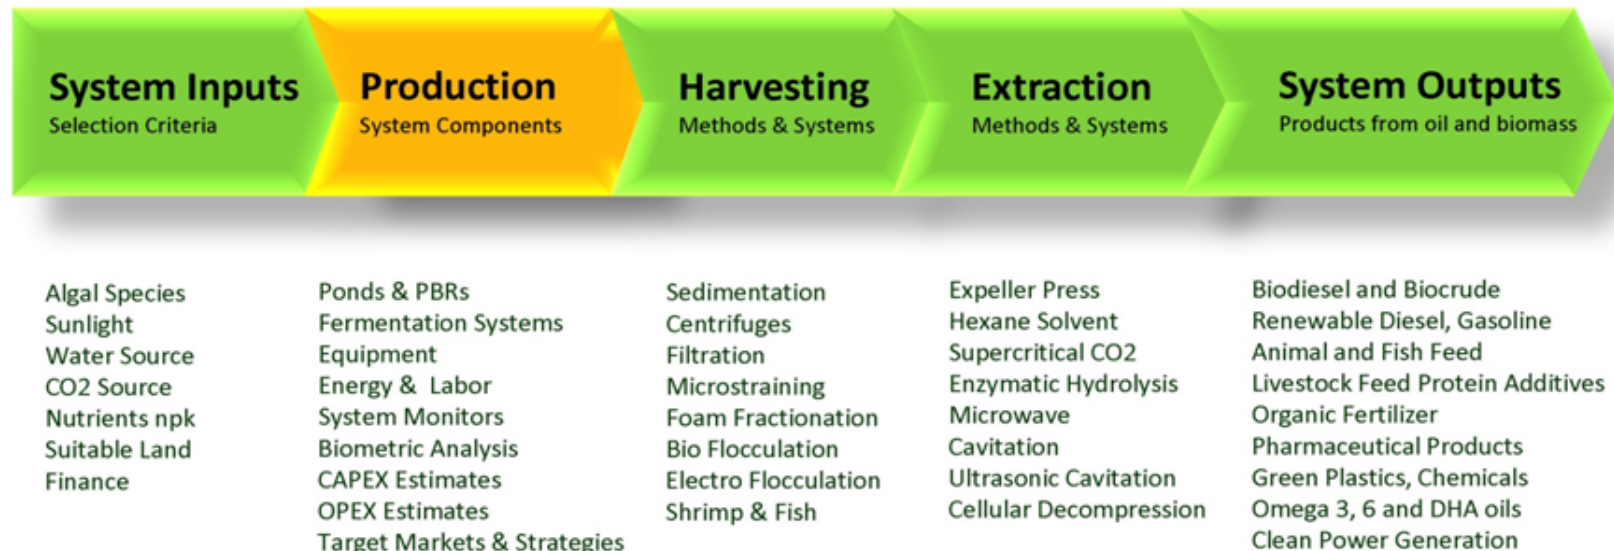 System Inputs
Selection Criteria
Production
System Components
Harvesting
Methods & Systems
Extraction
Methods & Systems
System Outputs
Products from oil and biomass
Algal Species
Sunlight
Water Source
CO2 Source
Nutrients npk
Suitable Land
Finance
Ponds & PBRs
Fermentation Systems
Equipment
Energy & Labor
System Monitors
Biometric Analysis
CAPEX Estimates
OPEX Estimates
Target Markets & Strategies
Sedimentation
Centrifuges
Filtration
Microstraining
Foam Fractionation
Bio Flocculation
Electro Flocculation
Shrimp & Fish
Expeller Press
Hexane Solvent
Supercritical CO2
Enzymatic Hydrolysis
Microwave
Cavitation
Ultrasonic Cavitation
Cellular Decompression
Biodiesel and Biocrude
Renewable Diesel, Gasoline
Animal and Fish Feed
Livestock Feed Protein Additives
Organic Fertilizer
Pharmaceutical Products
Green Plastics, Chemicals
Omega 3, 6 and DHA oils
Clean Power Generation